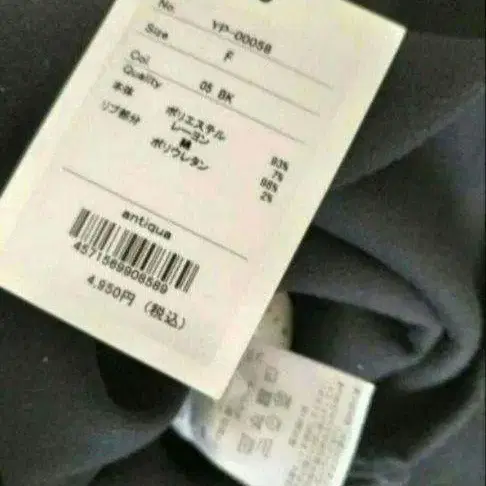 No. YP-00058
Size F
Col 05 BK
Quality
本体 ポリエステル 93%
レーヨン 7%
リブ部分 綿 98%
ポリウレタン 2%
antiqua
4571569908589
4,950円 (税込)